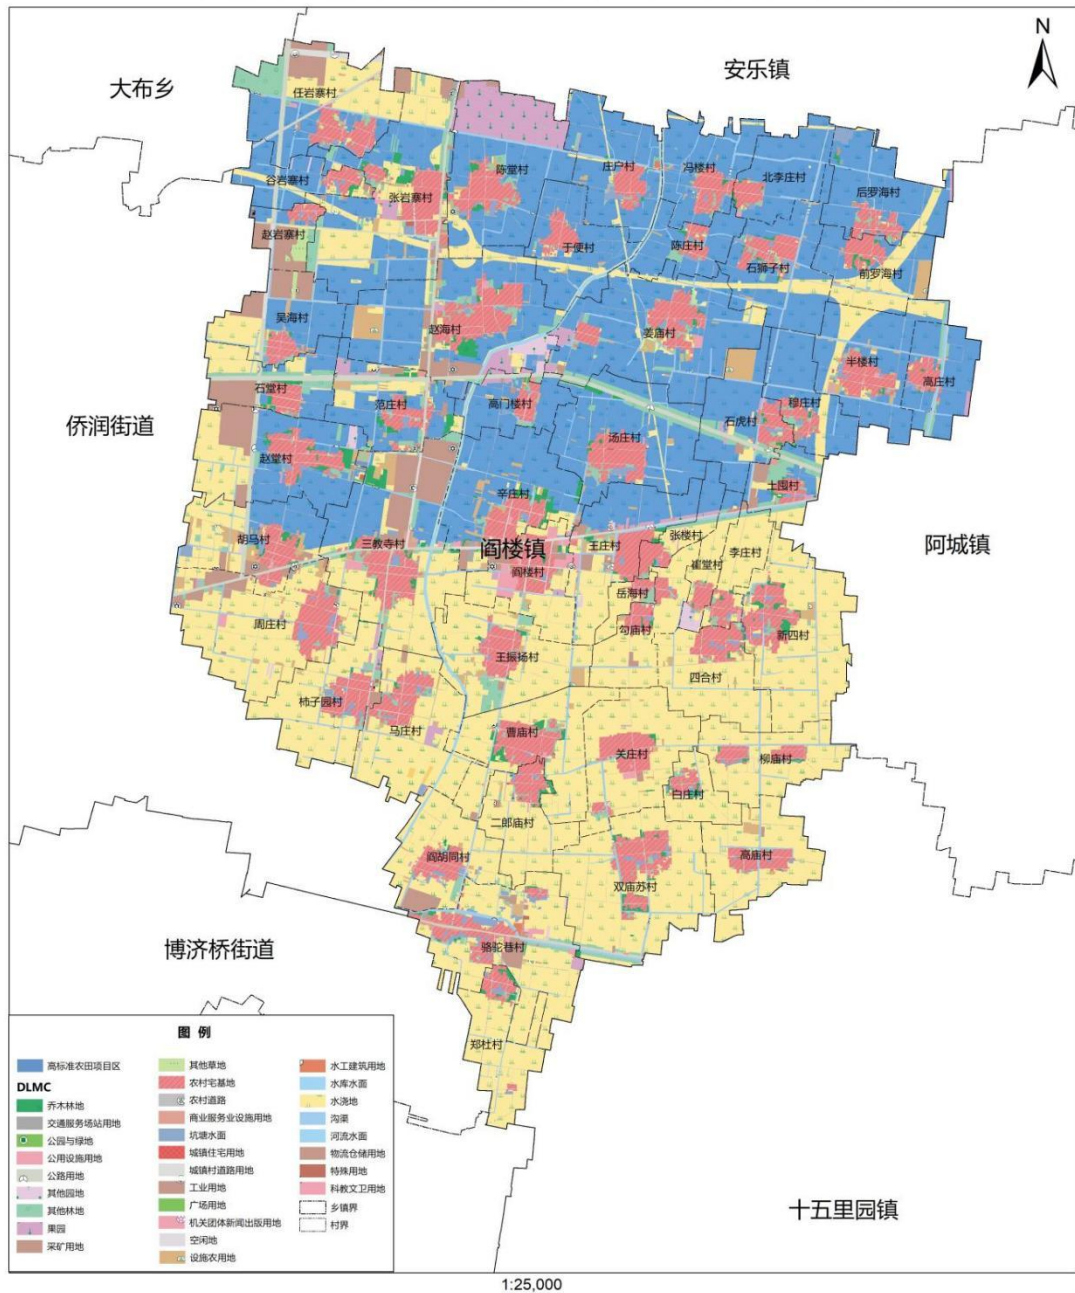 N
安乐镇
大布乡
任岩寨村
谷岩寨村
张岩寨村
陈堂村
庄户村
冯楼村
北李庄村
后罗海村
赵岩寨村
于便村
陈庄村
石狮子村
前罗海村
吴海村
赵海村
姜庙村
半楼村
高庄村
石堂村
范庄村
高门楼村
石虎村
穆庄村
侨润街道
赵堂村
汤庄村
土国村
辛庄村
胡马村
三教寺村
阎楼镇
王庄村
张楼村
李庄村
阿城镇
阎楼村
崔堂村
岳海村
周庄村
勾庙村
新四村
王振扬村
四合村
柿子园村
马庄村
曹庙村
关庄村
柳庙村
白庄村
二郎庙村
阎胡同村
双庙苏村
高庙村
博济桥街道
骆驼巷村
郑杜村
十五里园镇
图 例
高标准农田项目区
DLMC
乔木林地
交通服务场站用地
公园与绿地
公用设施用地
公路用地
其他园地
其他林地
果园
采矿用地
其他草地
农村宅基地
农村道路
商业服务业设施用地
坑塘水面
城镇住宅用地
城镇村道路用地
工业用地
广场用地
机关团体新闻出版用地
空闲地
设施农用地
水工建筑用地
水库水面
水浇地
沟渠
河流水面
物流仓储用地
特殊用地
科教文卫用地
乡镇界
村界
1:25,000